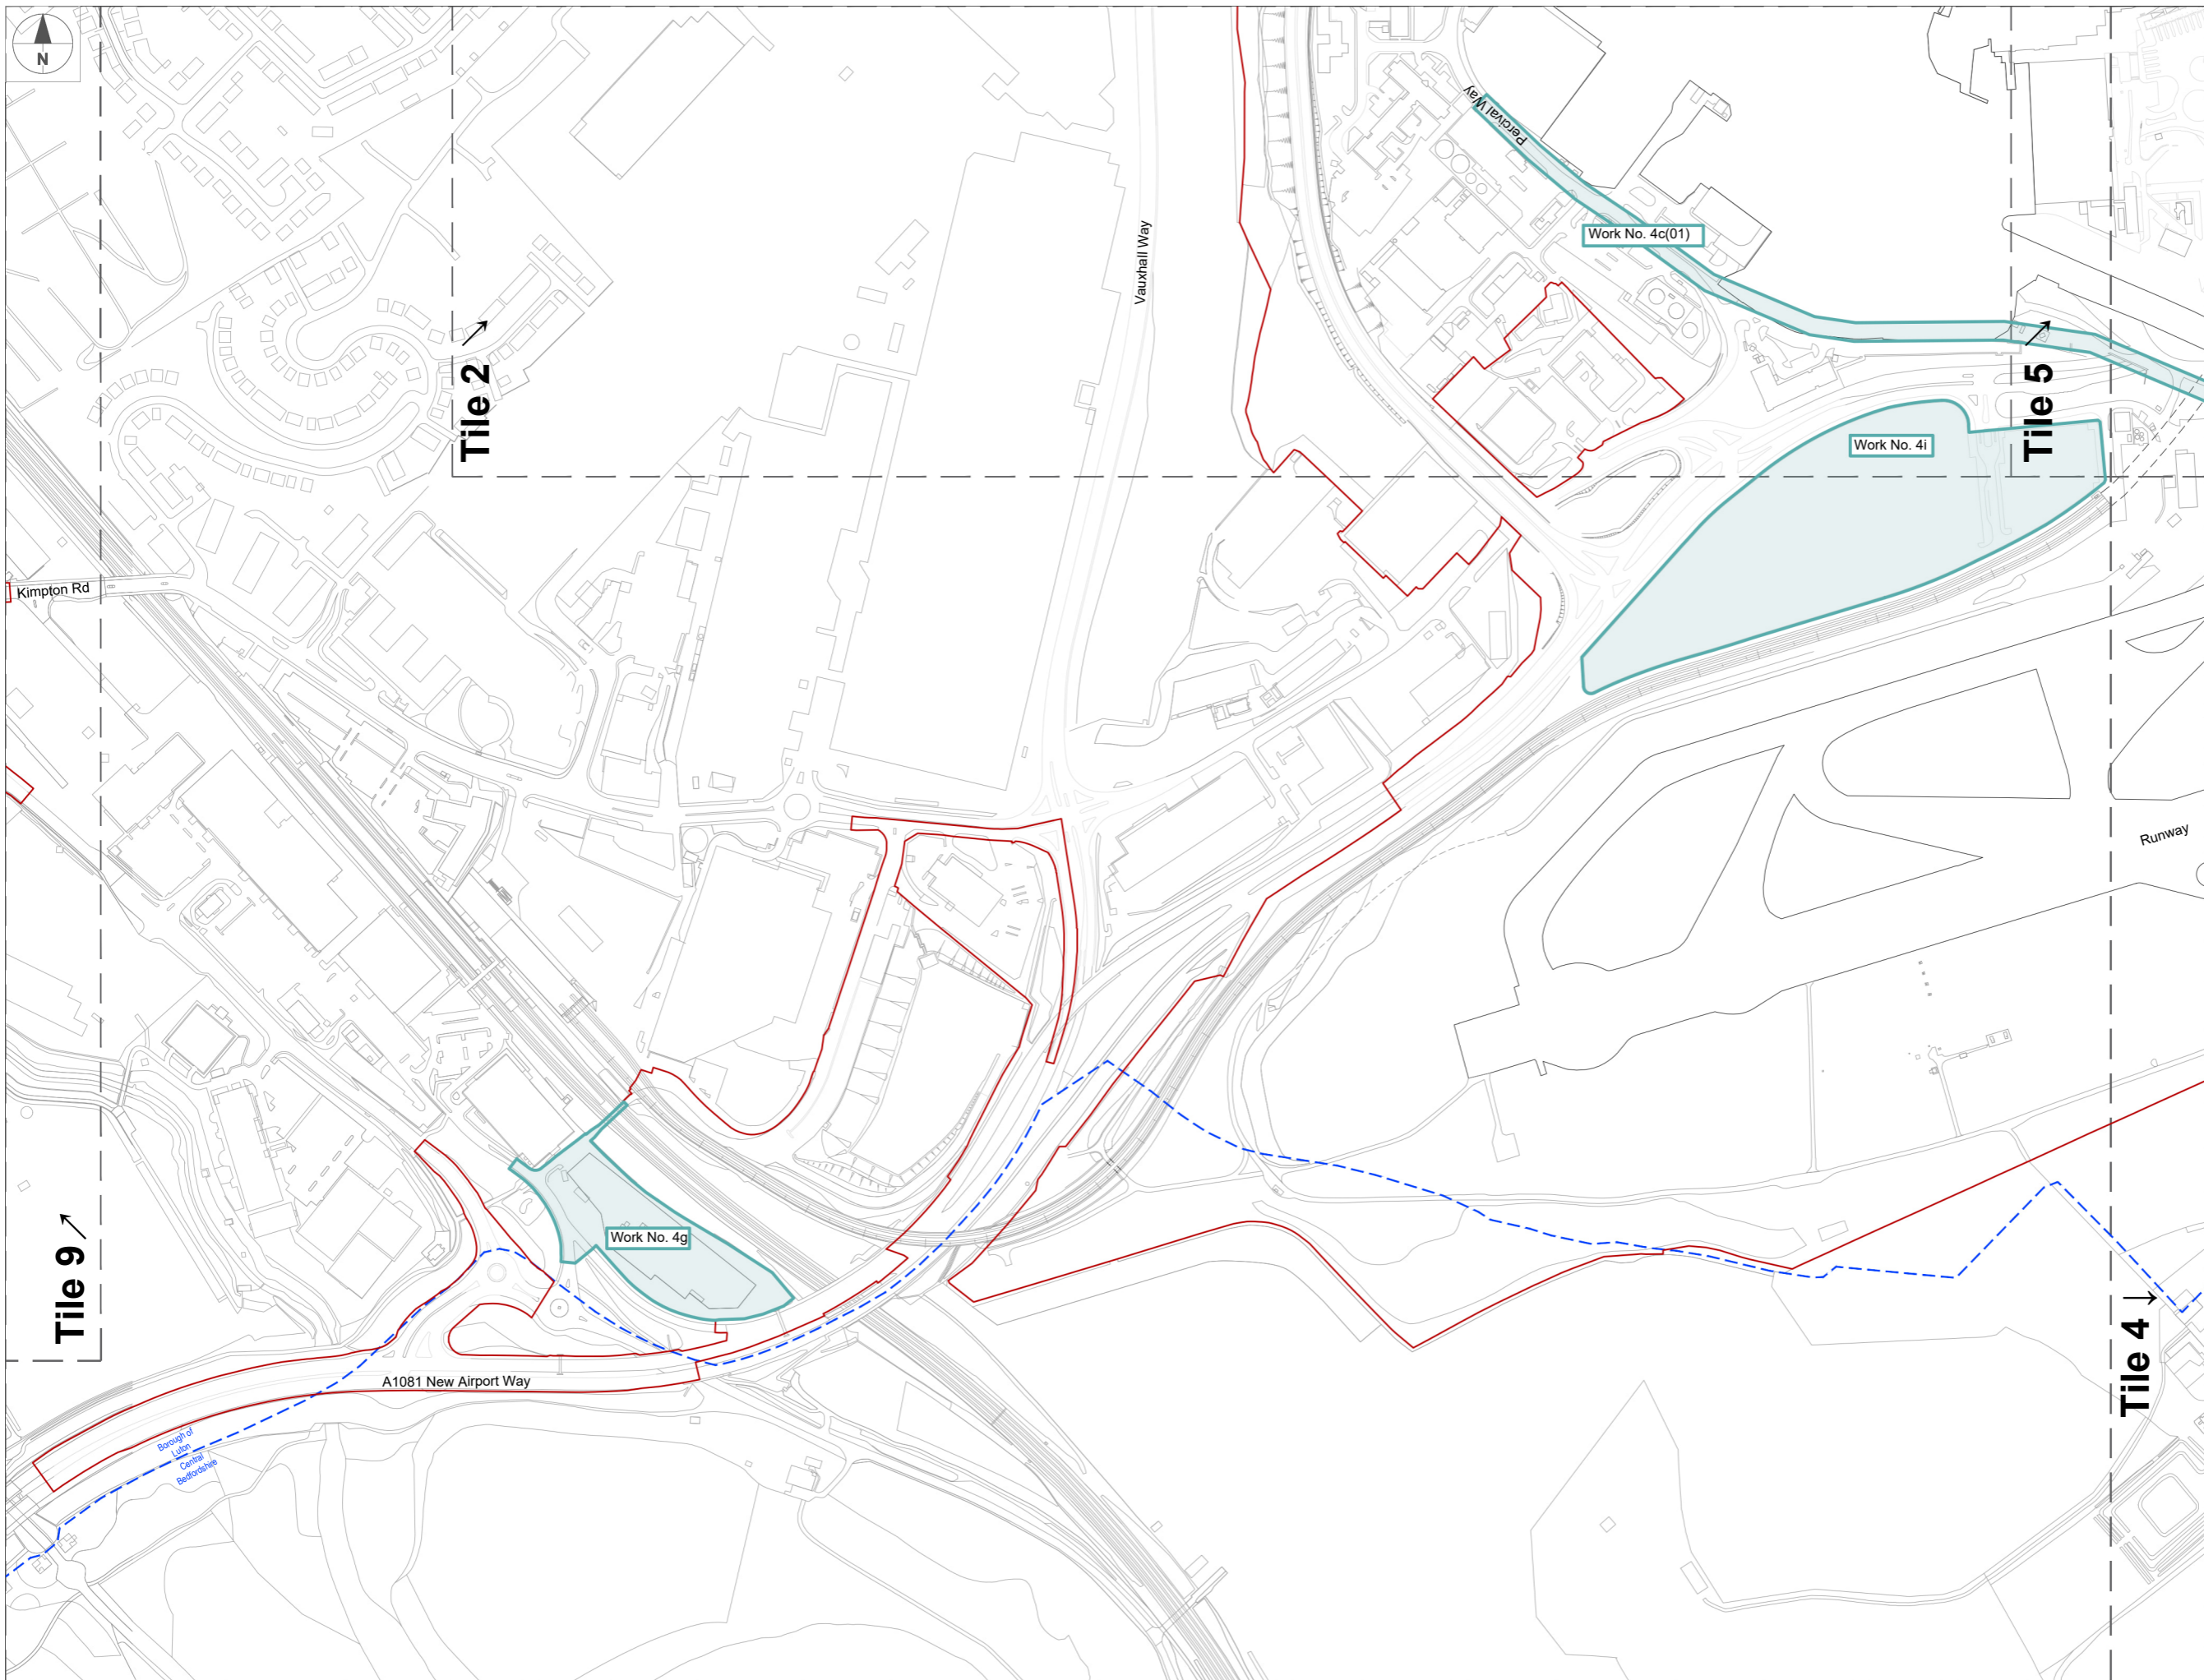 N
Percival Way
Work No. 4c(01)
Vauxhall Way
Tile 2
Tile 5
Work No. 4i
Kimpton Rd
Runway
Work No. 4g
Tile 9
Tile 4
A1081 New Airport Way
Borough of
Luton
Central
Bedfordshire